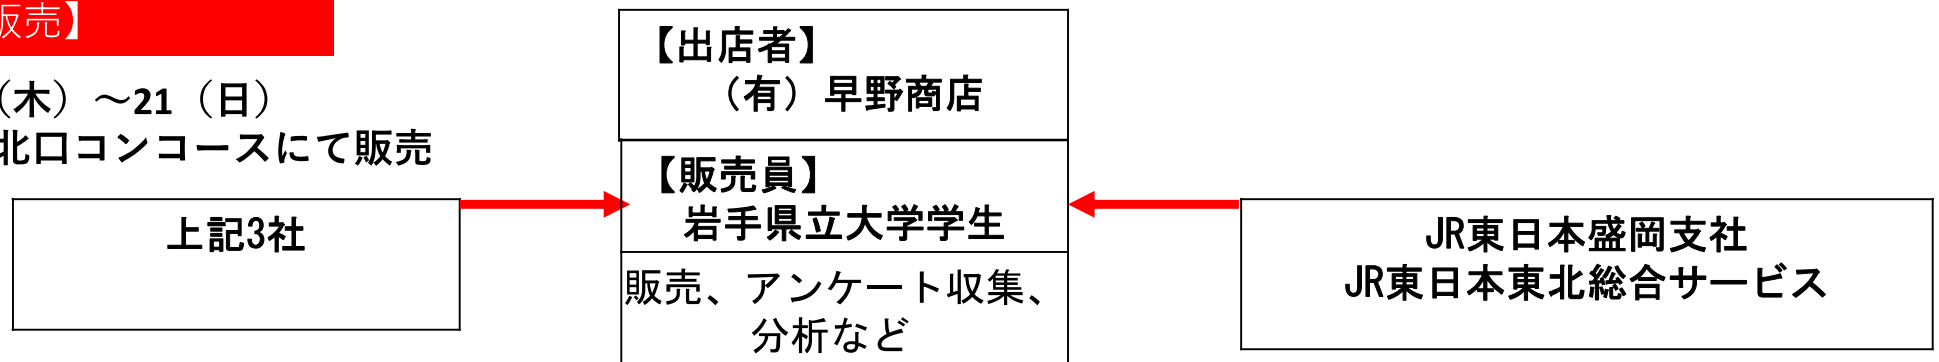 販売】
（木）～21（日）
北口コンコースにて販売
上記3社
【出店者】
（有）早野商店
【販売員】
岩手県立大学学生
販売、アンケート収集、
分析など
JR東日本盛岡支社
JR東日本東北総合サービス